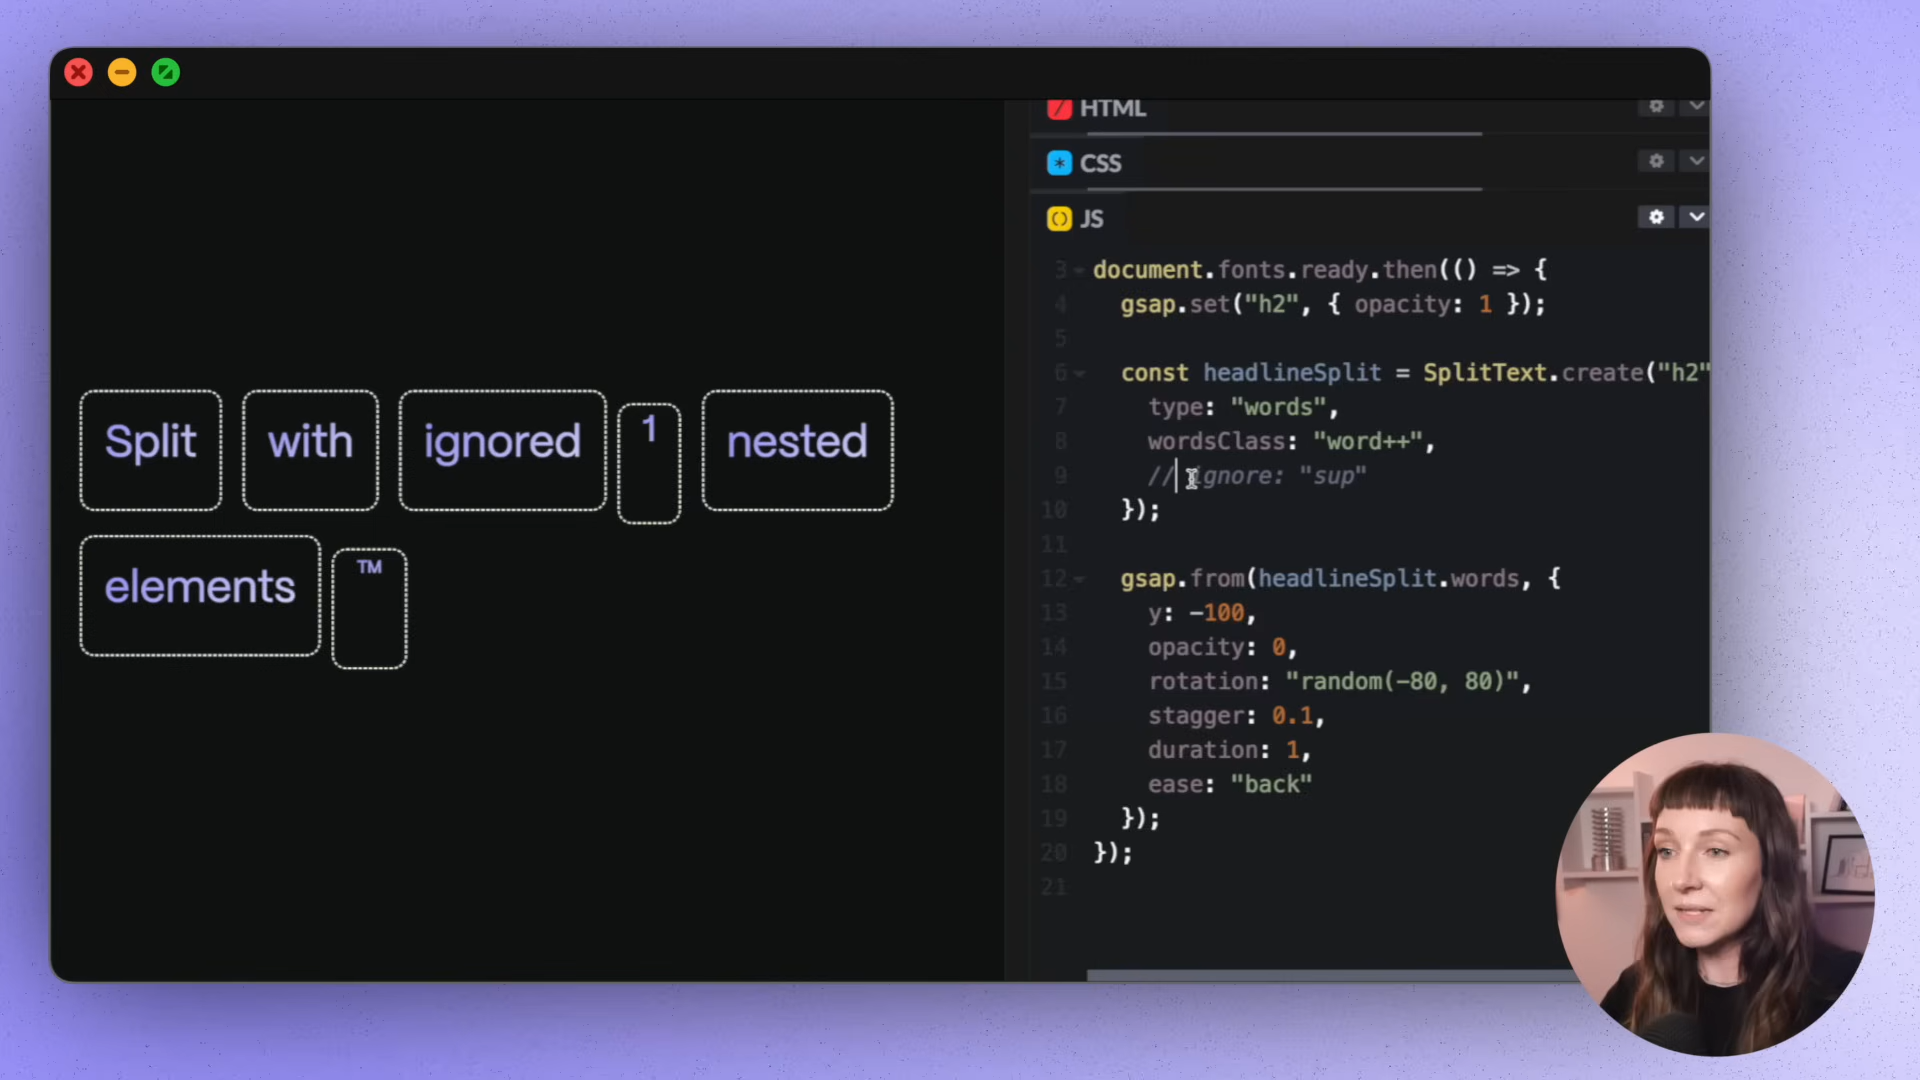 HTML
CSS
JS
Split with ignored 1 nested
elements ™
3 document.fonts.ready.then(() => {
4 gsap.set("h2", { opacity: 1 });
5
6 const headlineSplit = SplitText.create("h2"
7 type: "words",
8 wordsClass: "word++",
9 // ignore: "sup"
10 });
11
12 gsap.from(headlineSplit.words, {
13 y: -100,
14 opacity: 0,
15 rotation: "random(-80, 80)",
16 stagger: 0.1,
17 duration: 1,
18 ease: "back"
19 });
20 });
21